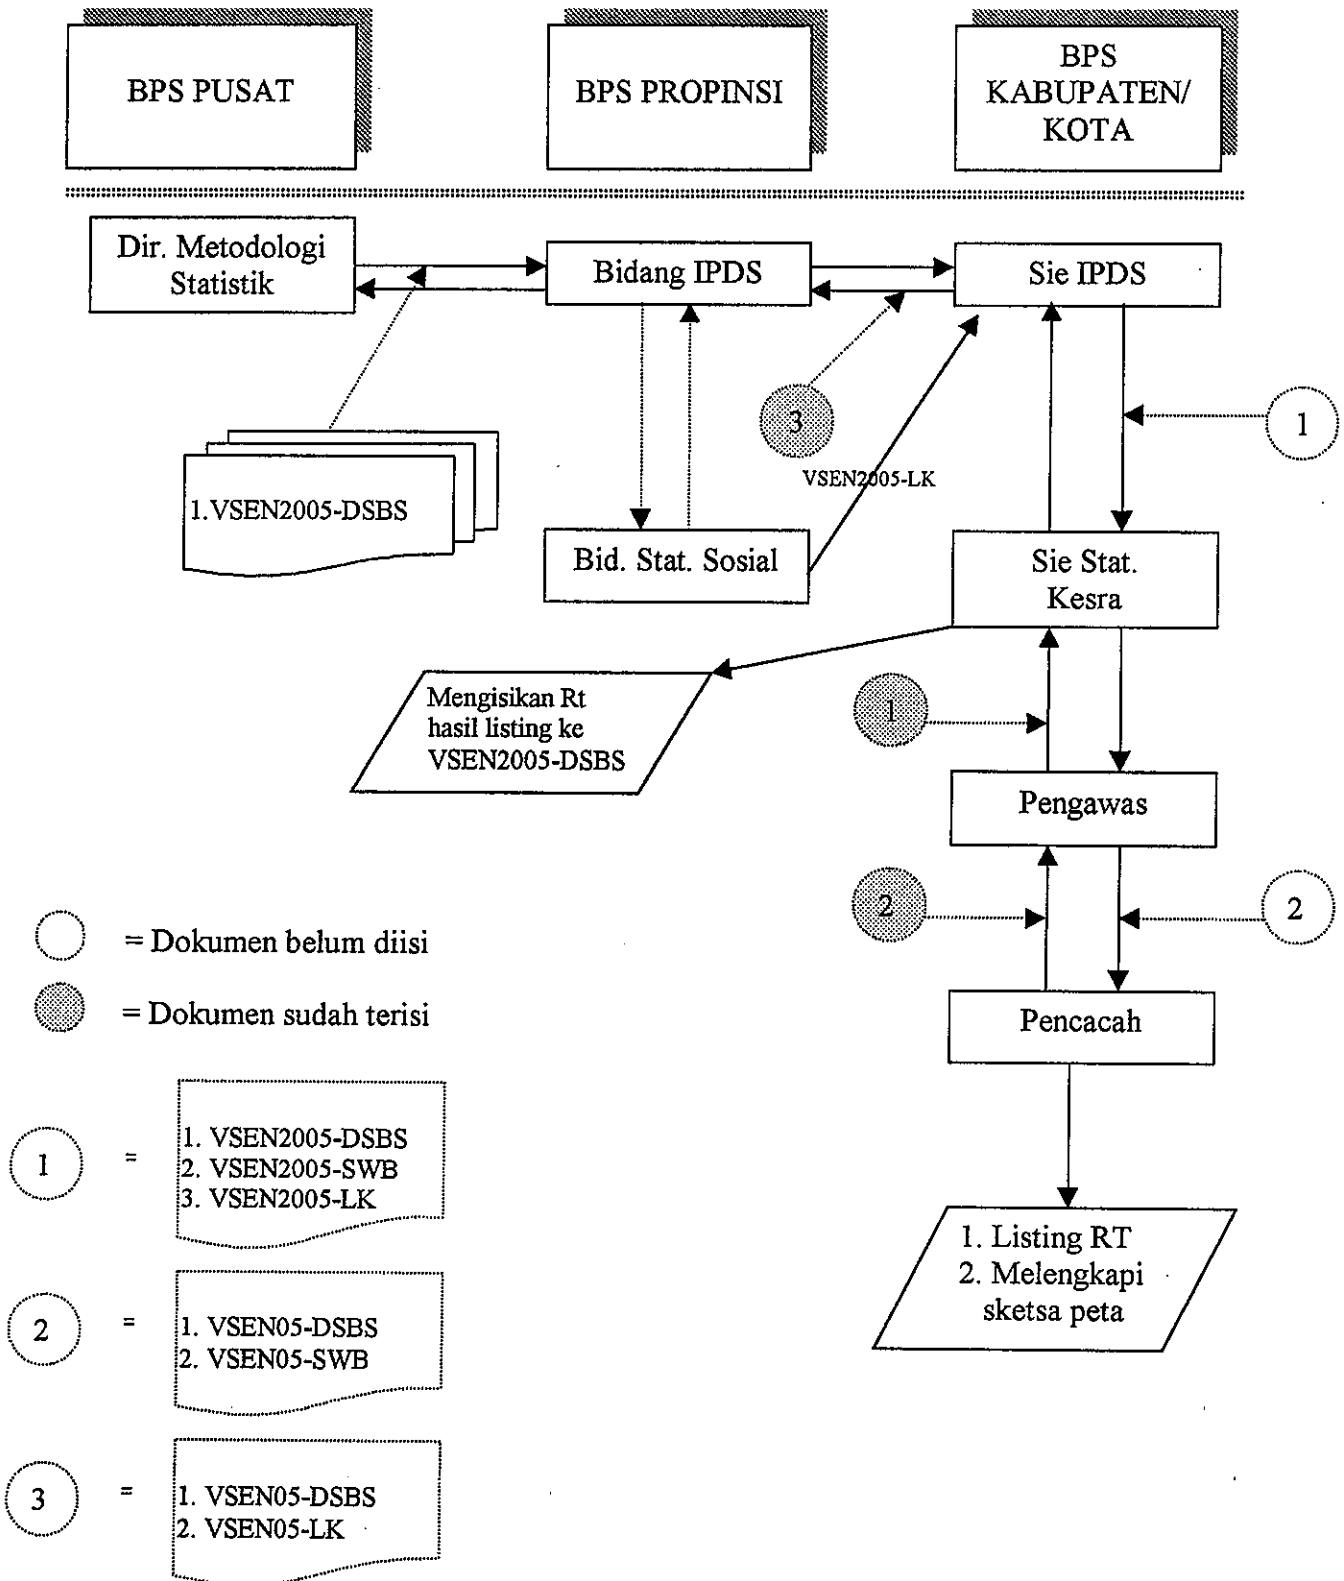 BPS PUSAT
BPS PROPINSI
BPS
KABUPATEN/
KOTA
Dir. Metodologi
Statistik
Bidang IPDS
Sie IPDS
3
VSEN2005-LK
1
1.VSEN2005-DSBS
Bid. Stat. Sosial
Sie Stat.
Kesra
Mengisikan Rt
hasil listing ke
VSEN2005-DSBS
1
Pengawas
2
2
Pencacah
= Dokumen belum diisi
= Dokumen sudah terisi
1 =
1. VSEN2005-DSBS
2. VSEN2005-SWB
3. VSEN2005-LK
1. Listing RT
2. Melengkapi
sketsa peta
2 =
1. VSEN05-DSBS
2. VSEN05-SWB
3 =
1. VSEN05-DSBS
2. VSEN05-LK